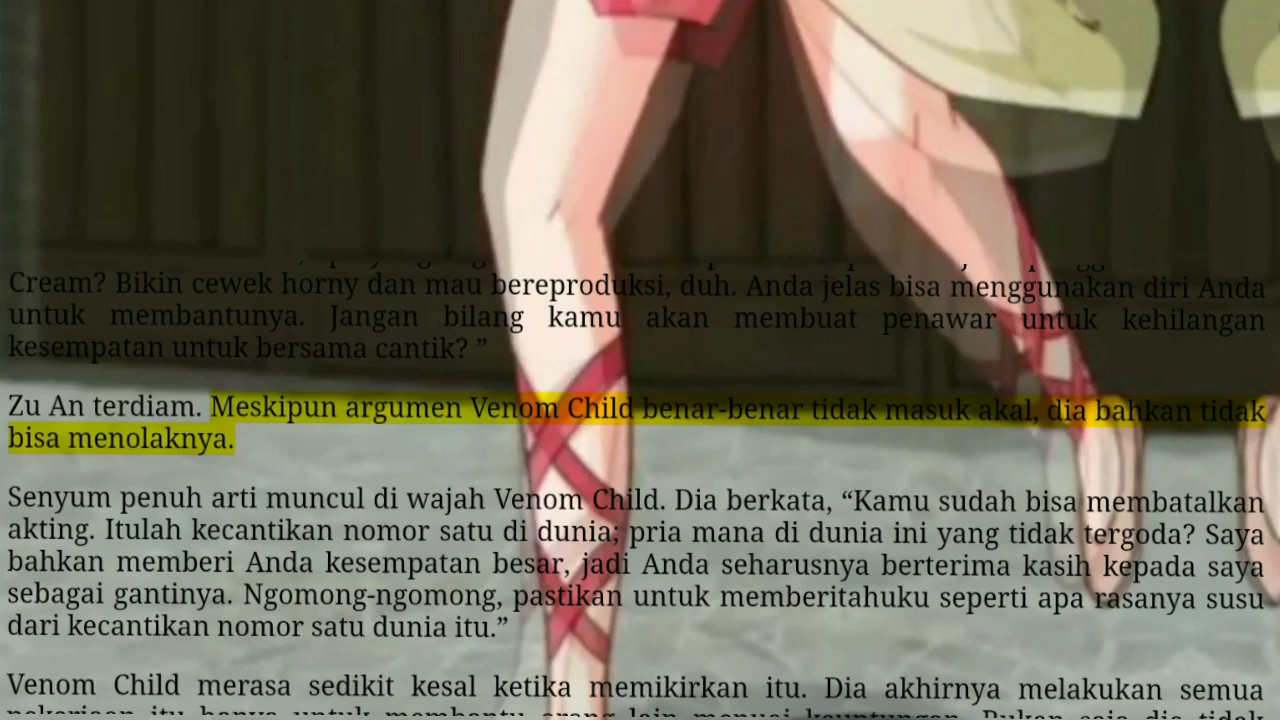 Cream? Bikin cewek horny dan mau bereproduksi, duh. Anda jelas bisa menggunakan diri Anda
untuk membantunya. Jangan bilang kamu akan membuat penawar untuk kehilangan
kesempatan untuk bersama cantik? ”
Zu An terdiam. Meskipun argumen Venom Child benar-benar tidak masuk akal, dia bahkan tidak
bisa menolaknya.
Senyum penuh arti muncul di wajah Venom Child. Dia berkata, “Kamu sudah bisa membatalkan
akting. Itulah kecantikan nomor satu di dunia; pria mana di dunia ini yang tidak tergoda? Saya
bahkan memberi Anda kesempatan besar, jadi Anda seharusnya berterima kasih kepada saya
sebagai gantinya. Ngomong-ngomong, pastikan untuk memberitahuku seperti apa rasanya susu
dari kecantikan nomor satu dunia itu.”
Venom Child merasa sedikit kesal ketika memikirkan itu. Dia akhirnya melakukan semua